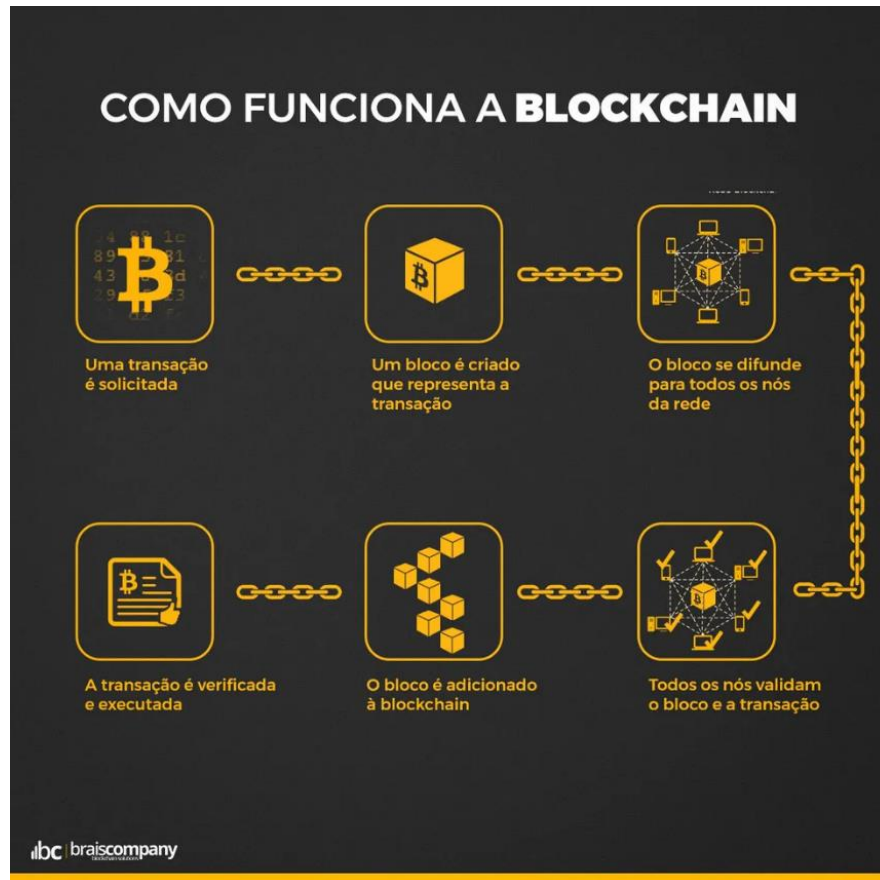 COMO FUNCIONA A BLOCKCHAIN
Uma transação
é solicitada
Um bloco é criado
que representa a
transação
O bloco se difunde
para todos os nós
da rede
A transação é verificada
e executada
O bloco é adicionado
à blockchain
Todos os nós validam
o bloco e a transação
bc braiscompany